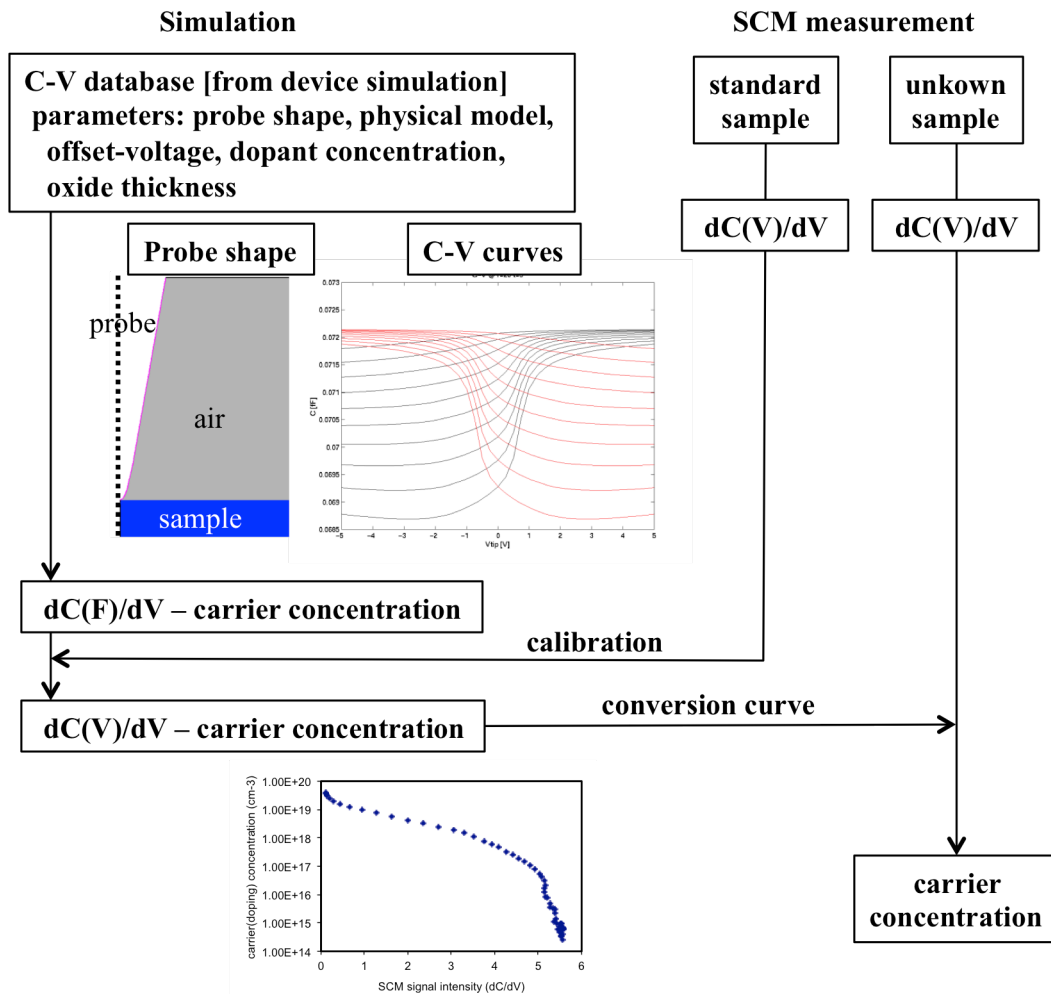 Simulation
SCM measurement
C-V database [from device simulation]
parameters: probe shape, physical model,
offset-voltage, dopant concentration,
oxide thickness
standard
sample
unkown
sample
dC(V)/dV
dC(V)/dV
Probe shape
C-V curves
probe
air
sample
0.073
0.0725
0.072
0.0715
0.071
0.0705
0.07
0.0695
0.069
0.0685
C [fF]
-5
-4
-3
-2
-1
0
1
2
3
4
5
Vtip [V]
dC(F)/dV – carrier concentration
calibration
dC(V)/dV – carrier concentration
conversion curve
carrier(doping) concentration (cm-3)
1.00E+20
1.00E+19
1.00E+18
1.00E+17
1.00E+16
1.00E+15
1.00E+14
0
1
2
3
4
5
6
SCM signal intensity (dC/dV)
carrier
concentration